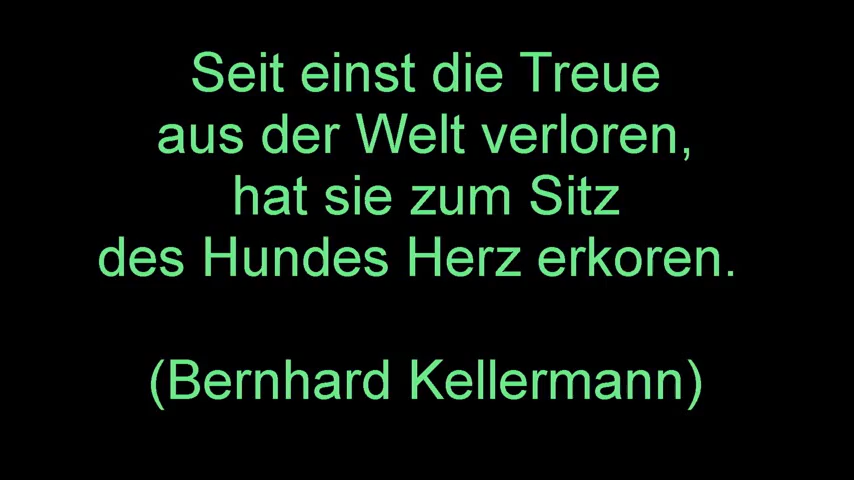 Seit einst die Treue
aus der Welt verloren,
hat sie zum Sitz
des Hundes Herz erkoren.
(Bernhard Kellermann)